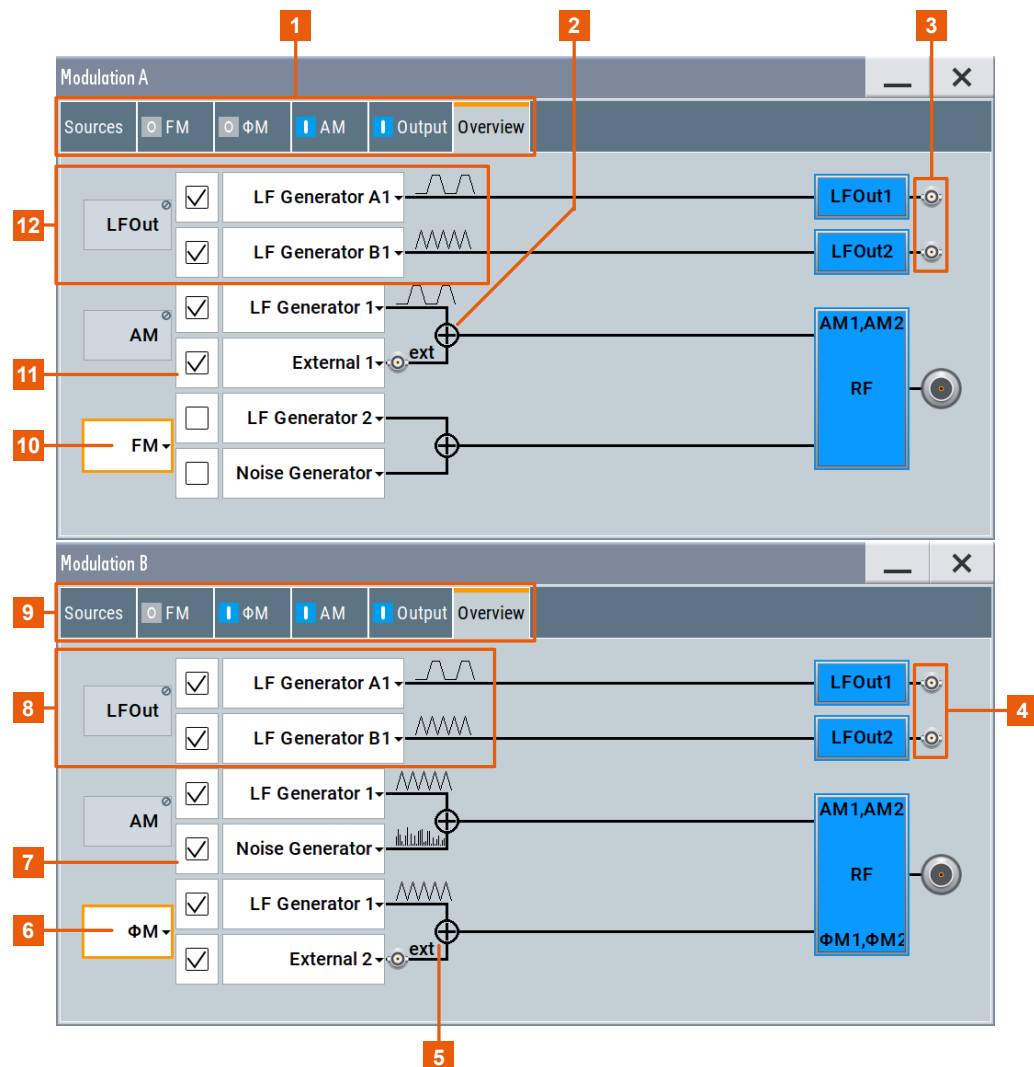 1 2 3
Modulation A
Sources O FM O ΦM I AM I Output Overview
LFOut
LF Generator A1
LFOut1
12
LF Generator B1
LFOut2
AM
LF Generator 1
AM1,AM2
11
External 1
ext
RF
10
FM
LF Generator 2
Noise Generator
Modulation B
9
Sources O FM I ΦM I AM I Output Overview
8
LFOut
LF Generator A1
LFOut1
4
LF Generator B1
LFOut2
AM
LF Generator 1
AM1,AM2
7
Noise Generator
RF
6
ΦM
LF Generator 1
ΦM1,ΦM2
External 2
ext
5